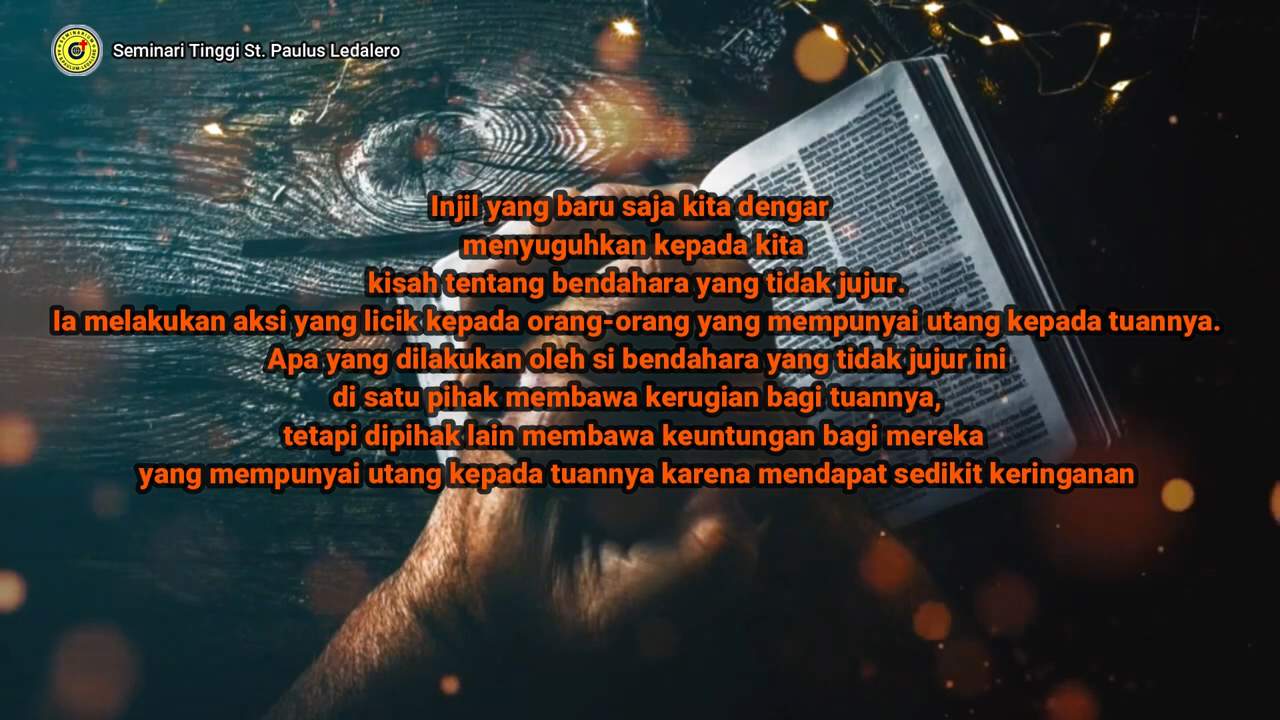 Seminari Tinggi St. Paulus Ledalero
Injil yang baru saja kita dengar
menyuguhkan kepada kita
kisah tentang bendahara yang tidak jujur.
Ia melakukan aksi yang licik kepada orang-orang yang mempunyai utang kepada tuannya.
Apa yang dilakukan oleh si bendahara yang tidak jujur ini
di satu pihak membawa kerugian bagi tuannya,
tetapi dipihak lain membawa keuntungan bagi mereka
yang mempunyai utang kepada tuannya karena mendapat sedikit keringanan